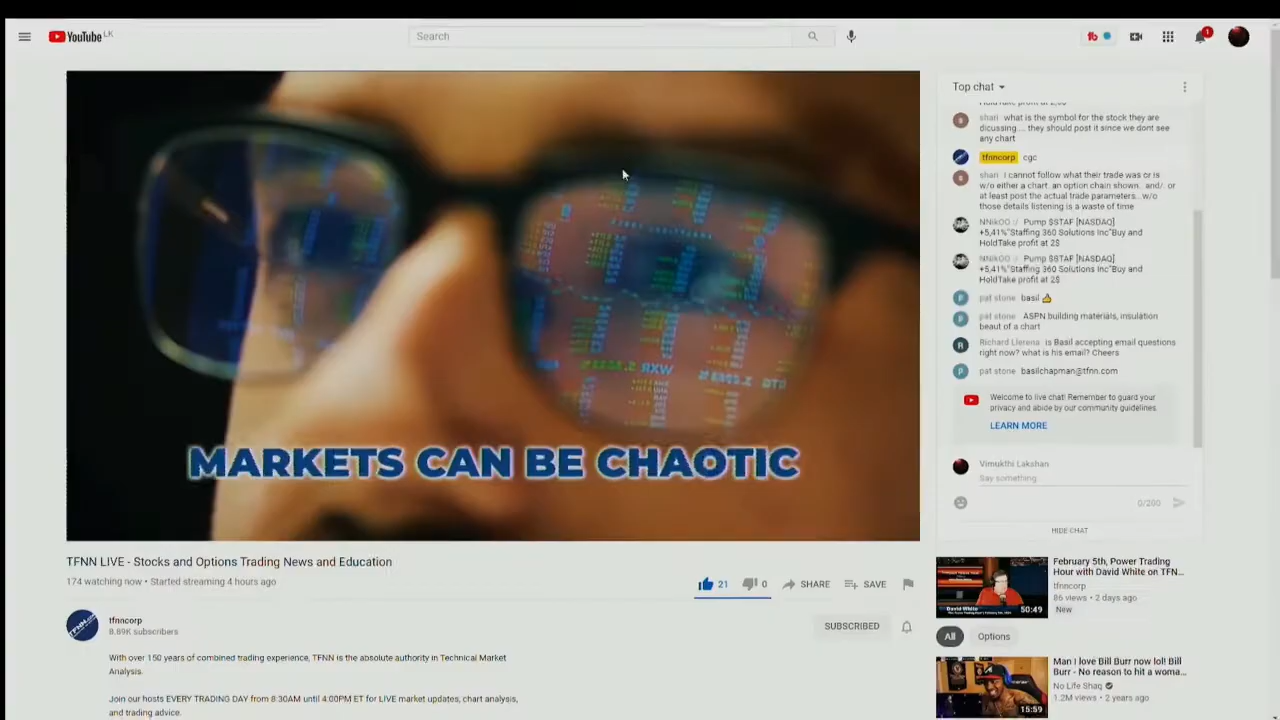 YouTube LK
Search
1
Top chat
shari what is the symbol for the stock they are
dicussing.... they should post it since we dont see
any chart
tfnncorp cgc
shari I cannot follow what their trade was or is
w/o either a chart...an option chain shown...and/. or
at least post the actual trade parameters...w/o
those details listening is a waste of time
NNikOO :/ Pump $STAF [NASDAQ]
+5,41%"Staffing 360 Solutions Inc"Buy and
HoldTake profit at 2$
NNikOO :/ Pump $STAF [NASDAQ]
+5,41%"Staffing 360 Solutions Inc"Buy and
HoldTake profit at 2$
pat stone basil 👍
pat stone ASPN building materials, insulation
beaut of a chart
Richard Llerena is Basil accepting email questions
right now? what is his email? Cheers
pat stone basilchapman@tfnn.com
Welcome to live chat! Remember to guard your
privacy and abide by our community guidelines.
LEARN MORE
Vimukthi Lakshan
Say something
0/200
HIDE CHAT
MARKETS CAN BE CHAOTIC
TFNN LIVE - Stocks and Options Trading News and Education
174 watching now • Started streaming 4 hours ago
21 0 SHARE SAVE
tfnncorp
8.69K subscribers
SUBSCRIBED
With over 150 years of combined trading experience, TFNN is the absolute authority in Technical Market
Analysis.
Join our hosts EVERY TRADING DAY from 8:30AM until 4:00PM ET for LIVE market updates, chart analysis,
and trading advice.
February 5th, Power Trading
Hour with David White on TFN...
tfnncorp
86 views • 2 days ago
New
David White
50:49
All Options
Man I love Bill Burr now lol! Bill
Burr - No reason to hit a woma...
No Life Shaq
1.2M views • 2 years ago
15:59